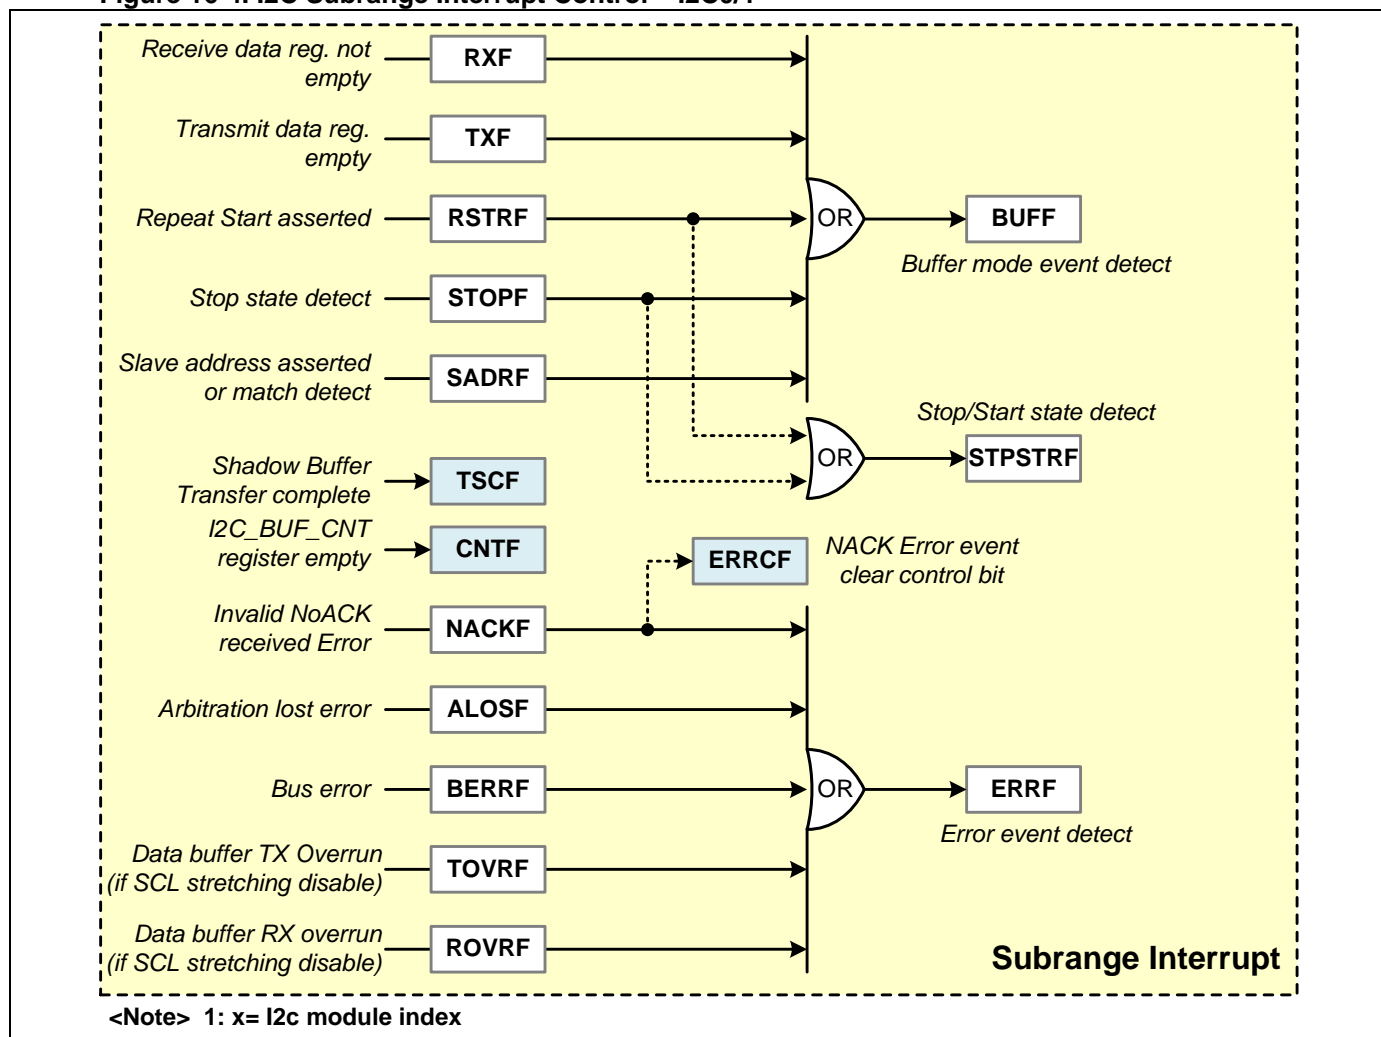 Receive data reg. not
empty
RXF
Transmit data reg.
empty
TXF
Repeat Start asserted
RSTRF
OR
BUFF
Buffer mode event detect
Stop state detect
STOPF
Slave address asserted
or match detect
SADRF
Stop/Start state detect
OR
STPSTRF
Shadow Buffer
Transfer complete
TSCF
I2C_BUF_CNT
register empty
CNTF
ERRCF
NACK Error event
clear control bit
Invalid NoACK
received Error
NACKF
Arbitration lost error
ALOSF
Bus error
BERRF
OR
ERRF
Error event detect
Data buffer TX Overrun
(if SCL stretching disable)
TOVRF
Data buffer RX overrun
(if SCL stretching disable)
ROVRF
Subrange Interrupt
<Note> 1: x= I2c module index